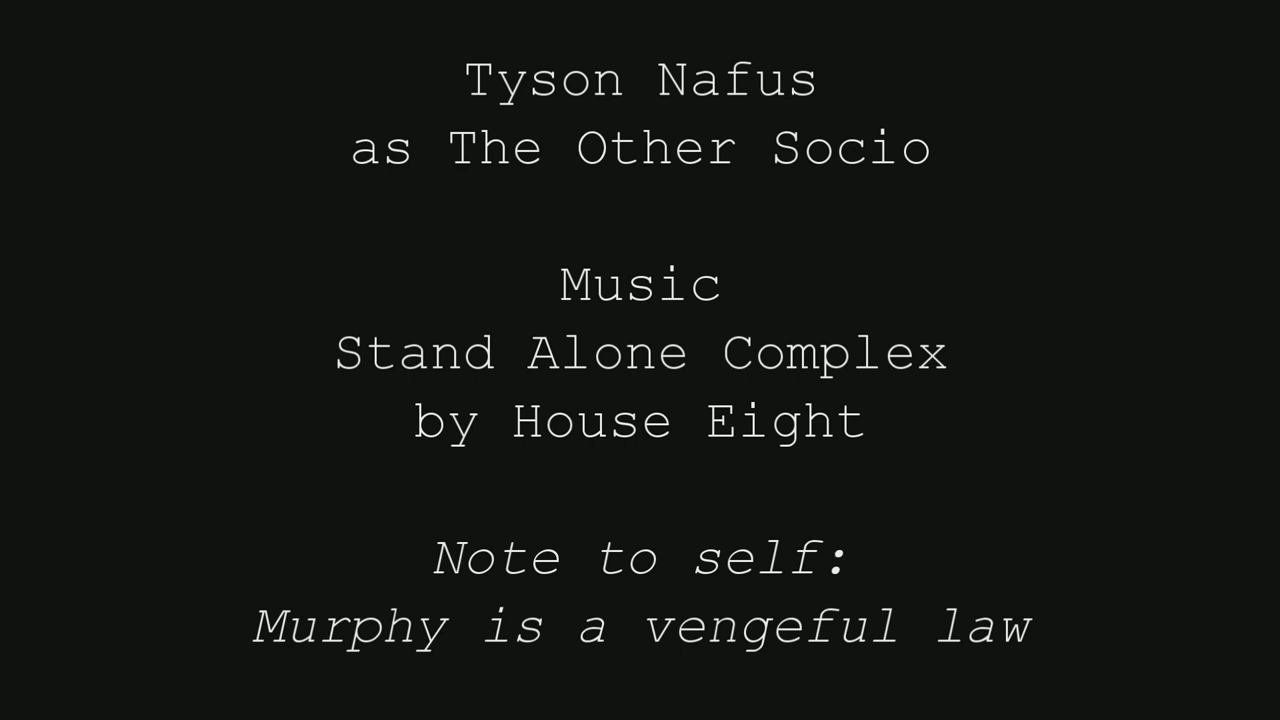 Tyson Nafus
as The Other Socio
Music
Stand Alone Complex
by House Eight
Note to self:
Murphy is a vengeful law